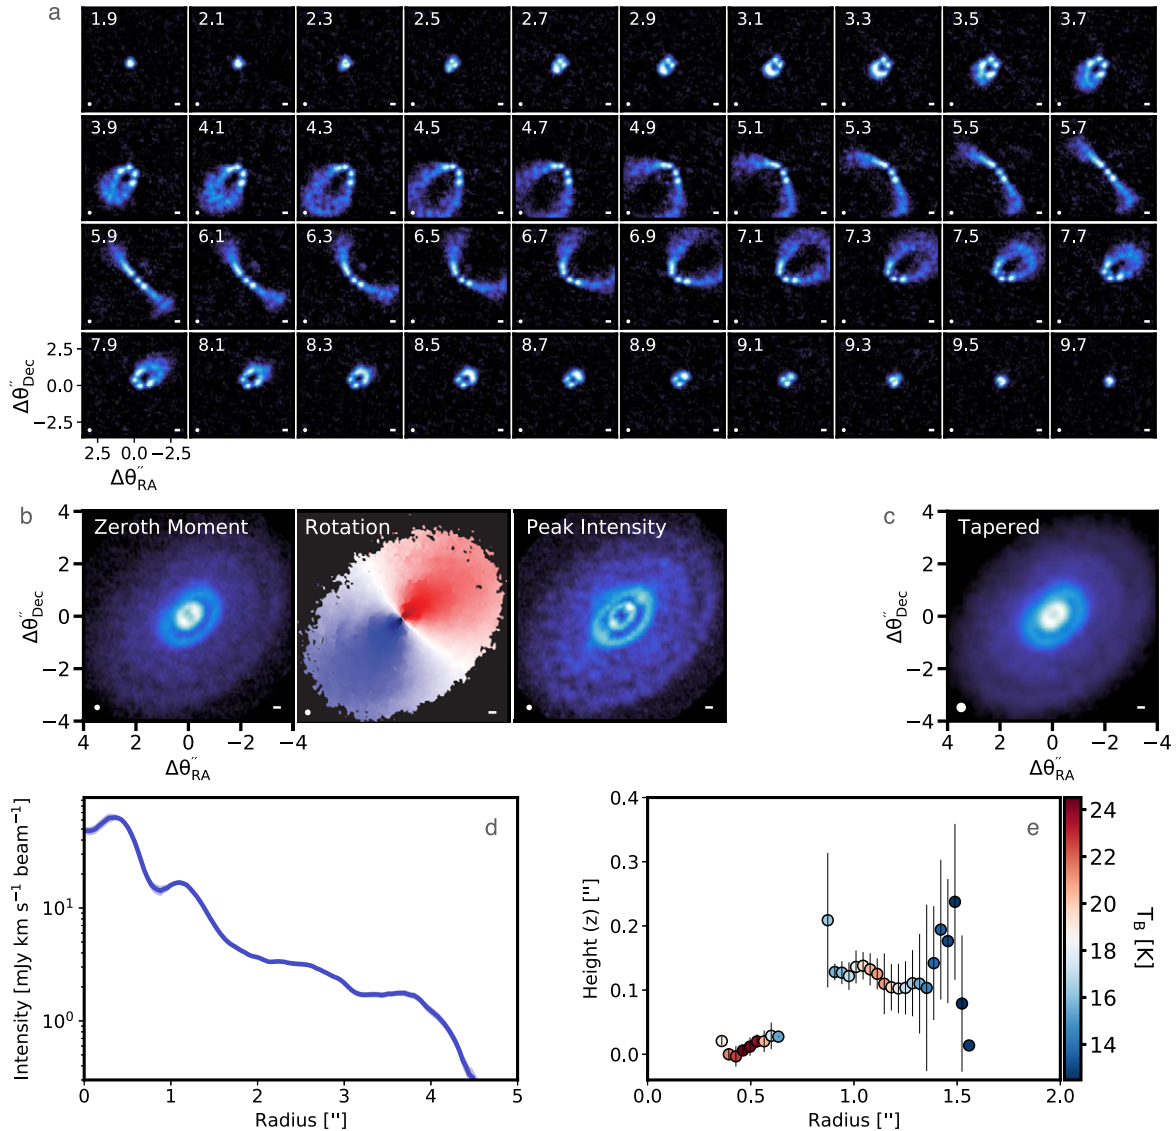 a
1.9 2.1 2.3 2.5 2.7 2.9 3.1 3.3 3.5 3.7
3.9 4.1 4.3 4.5 4.7 4.9 5.1 5.3 5.5 5.7
5.9 6.1 6.3 6.5 6.7 6.9 7.1 7.3 7.5 7.7
7.9 8.1 8.3 8.5 8.7 8.9 9.1 9.3 9.5 9.7
2.5
0.0
−2.5
Δθ″Dec
2.5 0.0 −2.5
Δθ″RA
b
Zeroth Moment
Rotation
Peak Intensity
4
2
0
−2
−4
Δθ″Dec
4 2 0 −2 −4
Δθ″RA
c
Tapered
4
2
0
−2
−4
Δθ″Dec
4 2 0 −2 −4
Δθ″RA
d
Intensity [mJy km s⁻¹ beam⁻¹]
10¹
10⁰
0 1 2 3 4 5
Radius ["]
e
Height (z) ["]
0.4
0.3
0.2
0.1
0.0
0.0 0.5 1.0 1.5 2.0
Radius ["]
24
22
20
18
16
14
T_B [K]